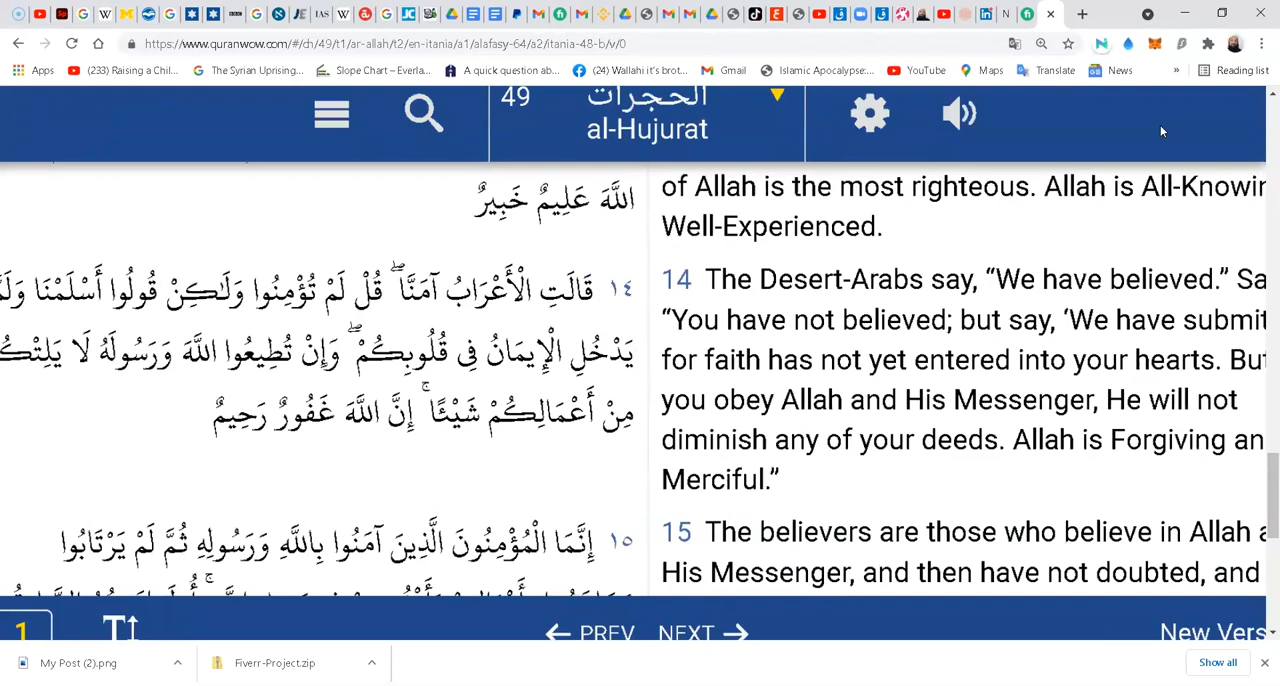 N
https://www.quranwow.com/#/ch/49/t1/ar-allah/t2/en-itania/a1/alafasy-64/a2/itania-48-b/v/0
Apps
(233) Raising a Chil...
The Syrian Uprising...
Slope Chart – Everla...
A quick question ab...
(24) Wallahi it's brot...
Gmail
Islamic Apocalypse:...
YouTube
Maps
Translate
News
»
Reading list
49
الحجرات
al-Hujurat
اللَّهَ عَلِيمٌ خَبِيرٌ
١٤ قَالَتِ الْأَعْرَابُ آمَنَّا ۖ قُل لَمْ تُؤْمِنُوا وَلَٰكِنْ قُولُوا أَسْلَمْنَا وَلَمَّ
يَدْخُلِ الْإِيمَانُ فِى قُلُوبِكُمْ ۖ وَإِنْ تُطِيعُوا اللَّهَ وَرَسُولَهُ لَا يَلِتْكُ
مِنْ أَعْمَالِكُمْ شَيْئًا ۚ إِنَّ اللَّهَ غَفُورٌ رَحِيمٌ
١٥ إِنَّمَا الْمُؤْمِنُونَ الَّذِينَ آمَنُوا بِاللَّهِ وَرَسُولِهِ ثُمَّ لَمْ يَرْتَابُوا
of Allah is the most righteous. Allah is All-Knowin
Well-Experienced.
14 The Desert-Arabs say, “We have believed.” Sa
“You have not believed; but say, ‘We have submit
for faith has not yet entered into your hearts. But
you obey Allah and His Messenger, He will not
diminish any of your deeds. Allah is Forgiving an
Merciful.”
15 The believers are those who believe in Allah a
His Messenger, and then have not doubted, and
1
T
← PREV NEXT →
New Vers
My Post (2).png
Fiverr-Project.zip
Show all